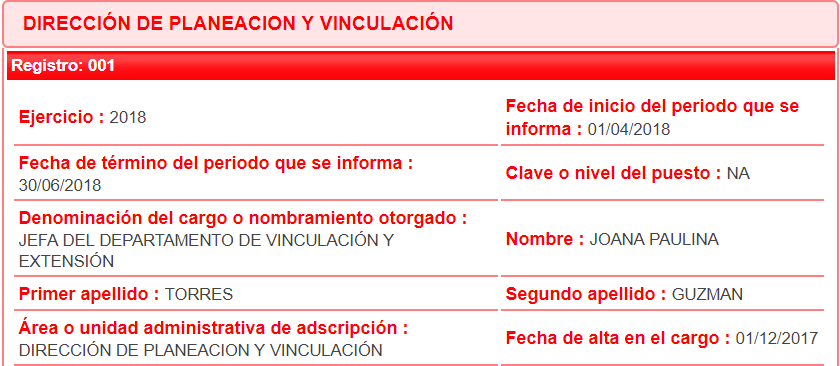 DIRECCIÓN DE PLANEACION Y VINCULACIÓN
Registro: 001
Ejercicio : 2018
Fecha de inicio del periodo que se
informa : 01/04/2018
Fecha de término del periodo que se informa :
30/06/2018
Clave o nivel del puesto : NA
Denominación del cargo o nombramiento otorgado :
JEFA DEL DEPARTAMENTO DE VINCULACIÓN Y
EXTENSIÓN
Nombre : JOANA PAULINA
Primer apellido : TORRES
Segundo apellido : GUZMAN
Área o unidad administrativa de adscripción :
DIRECCIÓN DE PLANEACION Y VINCULACIÓN
Fecha de alta en el cargo : 01/12/2017